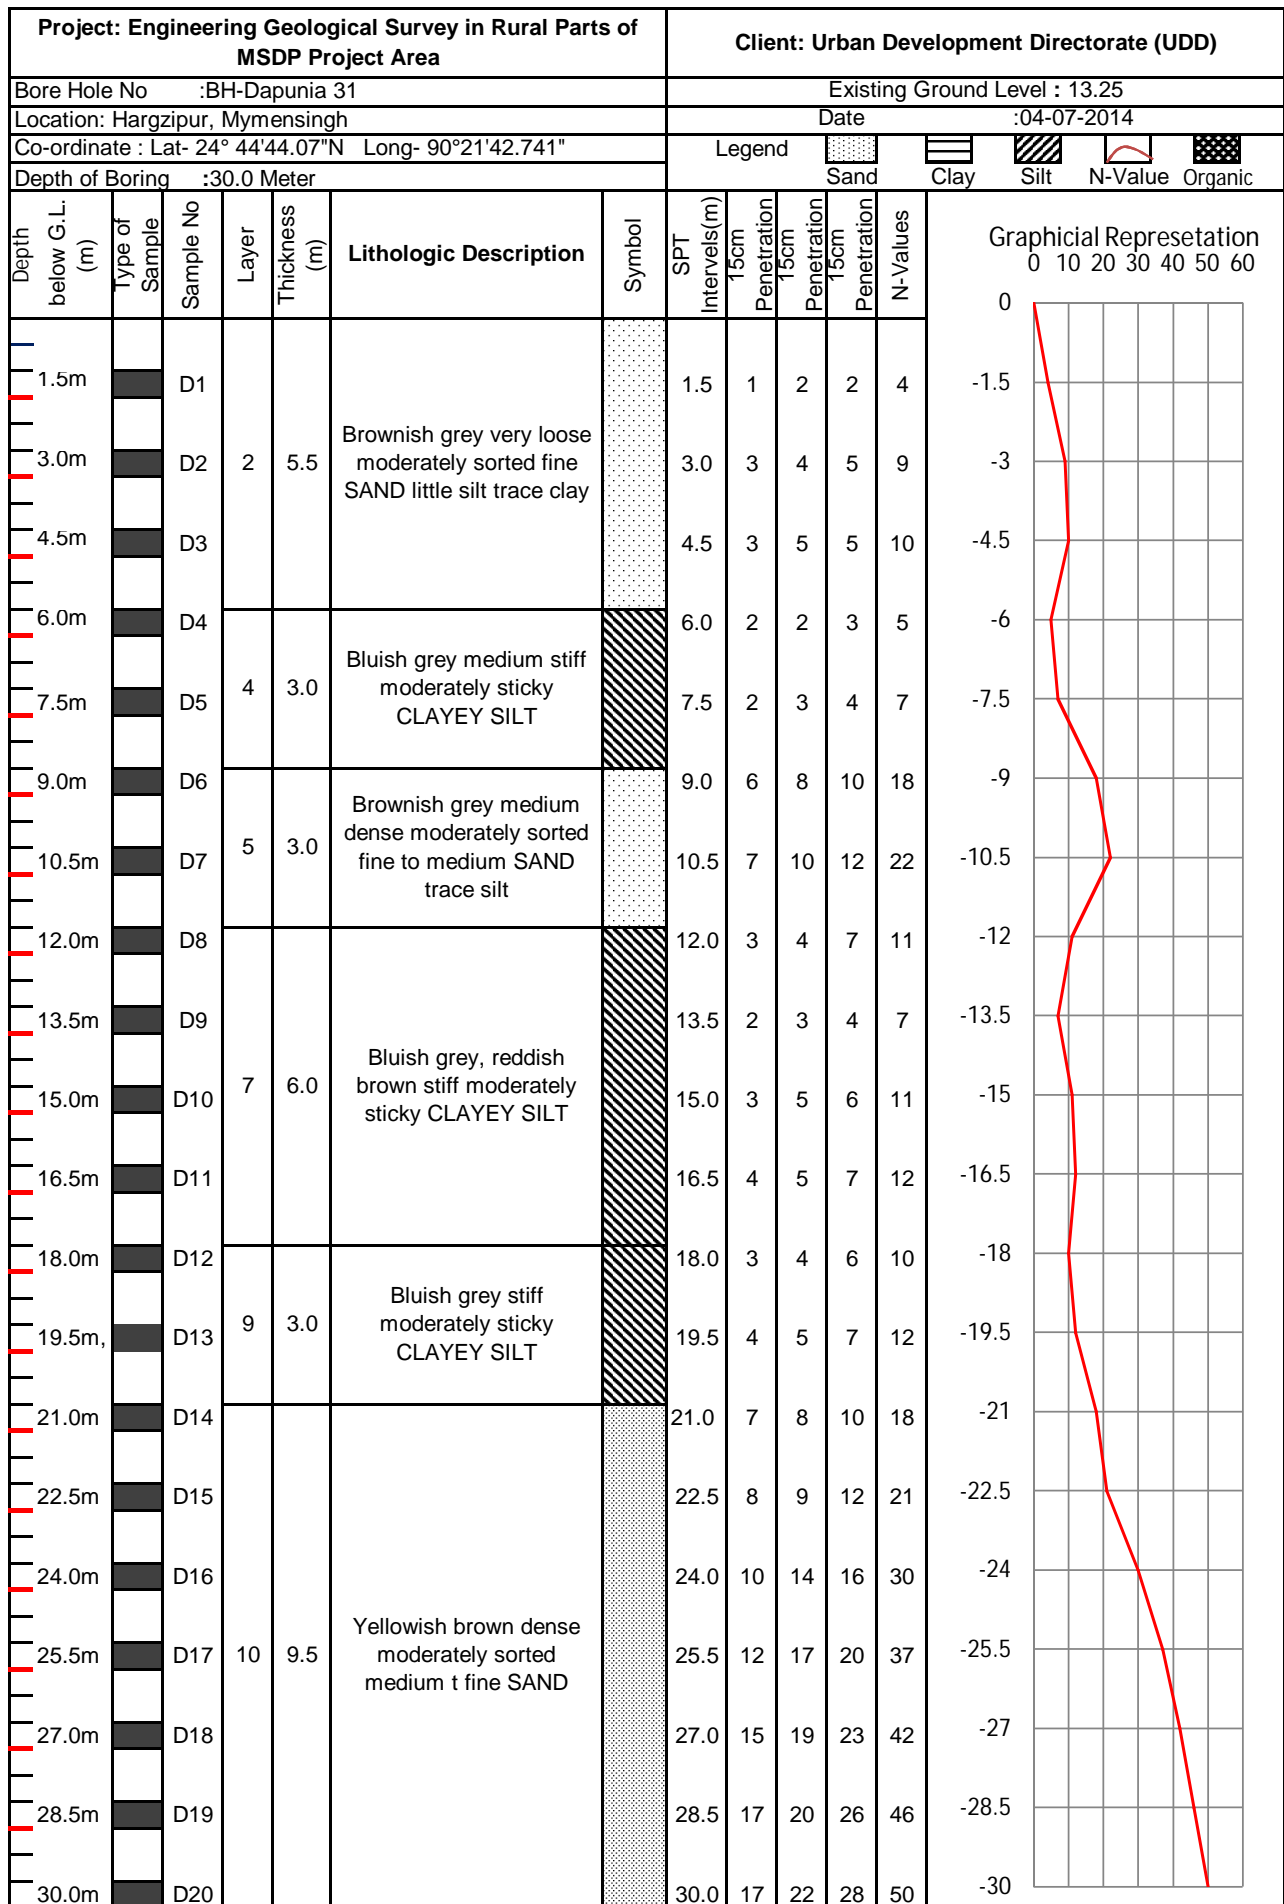 Project: Engineering Geological Survey in Rural Parts of
MSDP Project Area
Client: Urban Development Directorate (UDD)
Bore Hole No :BH-Dapunia 31
Existing Ground Level : 13.25
Location: Hargzipur, Mymensingh
Date :04-07-2014
Co-ordinate : Lat- 24° 44'44.07"N Long- 90°21'42.741"
Legend
Depth of Boring :30.0 Meter
Sand Clay Silt N-Value Organic
Depth
below G.L.
(m)
Type of
Sample
Sample No
Layer
Thickness
(m)
Lithologic Description
Symbol
SPT
Intervels(m)
15cm
Penetration
15cm
Penetration
15cm
Penetration
N-Values
Graphicial Represetation
0 10 20 30 40 50 60
0
1.5m D1 1.5 1 2 2 4 -1.5
Brownish grey very loose
3.0m D2 2 5.5 moderately sorted fine 3.0 3 4 5 9 -3
SAND little silt trace clay
4.5m D3 4.5 3 5 5 10 -4.5
6.0m D4 6.0 2 2 3 5 -6
Bluish grey medium stiff
4 3.0 moderately sticky
7.5m D5 CLAYEY SILT 7.5 2 3 4 7 -7.5
9.0m D6 9.0 6 8 10 18 -9
Brownish grey medium
dense moderately sorted
10.5m D7 5 3.0 fine to medium SAND 10.5 7 10 12 22 -10.5
trace silt
12.0m D8 12.0 3 4 7 11 -12
13.5m D9 13.5 2 3 4 7 -13.5
Bluish grey, reddish
7 6.0 brown stiff moderately
15.0m D10 sticky CLAYEY SILT 15.0 3 5 6 11 -15
16.5m D11 16.5 4 5 7 12 -16.5
18.0m D12 18.0 3 4 6 10 -18
Bluish grey stiff
9 3.0 moderately sticky
19.5m, D13 CLAYEY SILT 19.5 4 5 7 12 -19.5
21.0m D14 21.0 7 8 10 18 -21
22.5m D15 22.5 8 9 12 21 -22.5
24.0m D16 24.0 10 14 16 30 -24
Yellowish brown dense
25.5m D17 10 9.5 moderately sorted 25.5 12 17 20 37 -25.5
medium t fine SAND
27.0m D18 27.0 15 19 23 42 -27
28.5m D19 28.5 17 20 26 46 -28.5
30.0m D20 30.0 17 22 28 50 -30